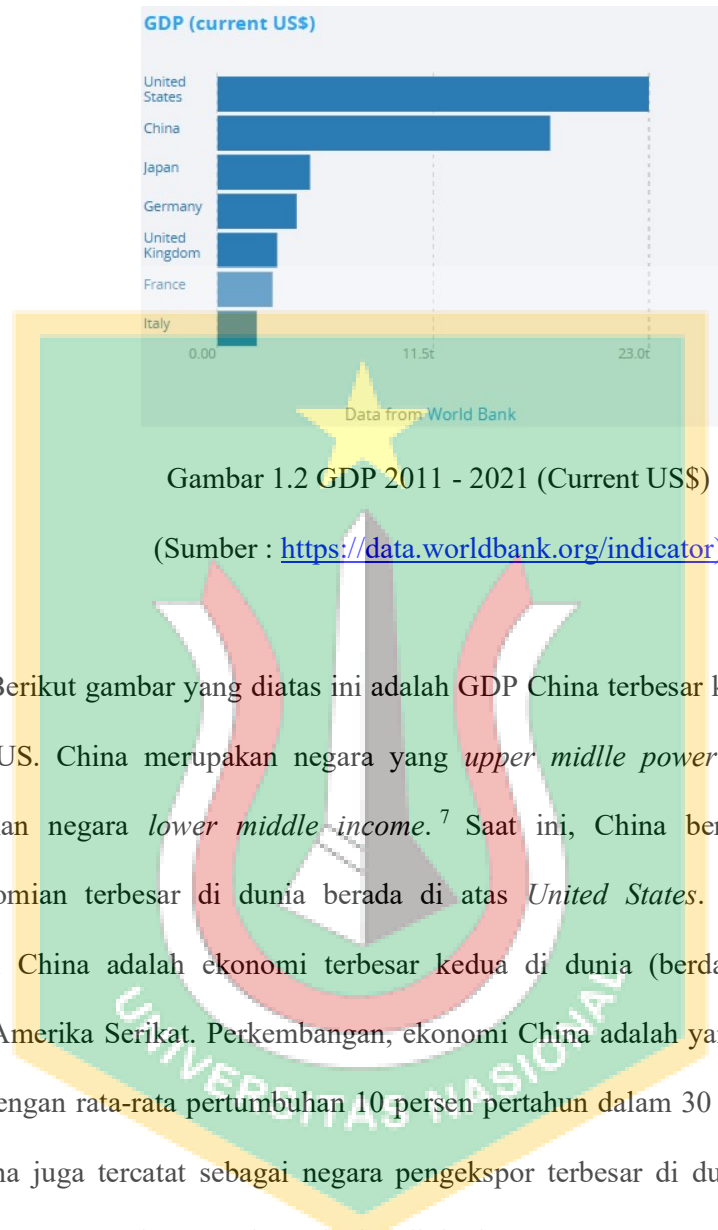 GDP (current US$)
United
States
China
Japan
Germany
United
Kingdom
France
Italy
0.00 11.5t 23.0t
Data from World Bank
Gambar 1.2 GDP 2011 - 2021 (Current US$)
(Sumber : https://data.worldbank.org/indicator)
Berikut gambar yang diatas ini adalah GDP China terbesar
US. China merupakan negara yang upper midlle power
negara lower middle income. 7 Saat ini, China
terbesar di dunia berada di atas United States.
China adalah ekonomi terbesar kedua di dunia
Amerika Serikat. Perkembangan, ekonomi China adalah
dengan rata-rata pertumbuhan 10 persen pertahun dalam 30
juga tercatat sebagai negara pengekspor terbesar di
UNIVERSITAS NASIONAL